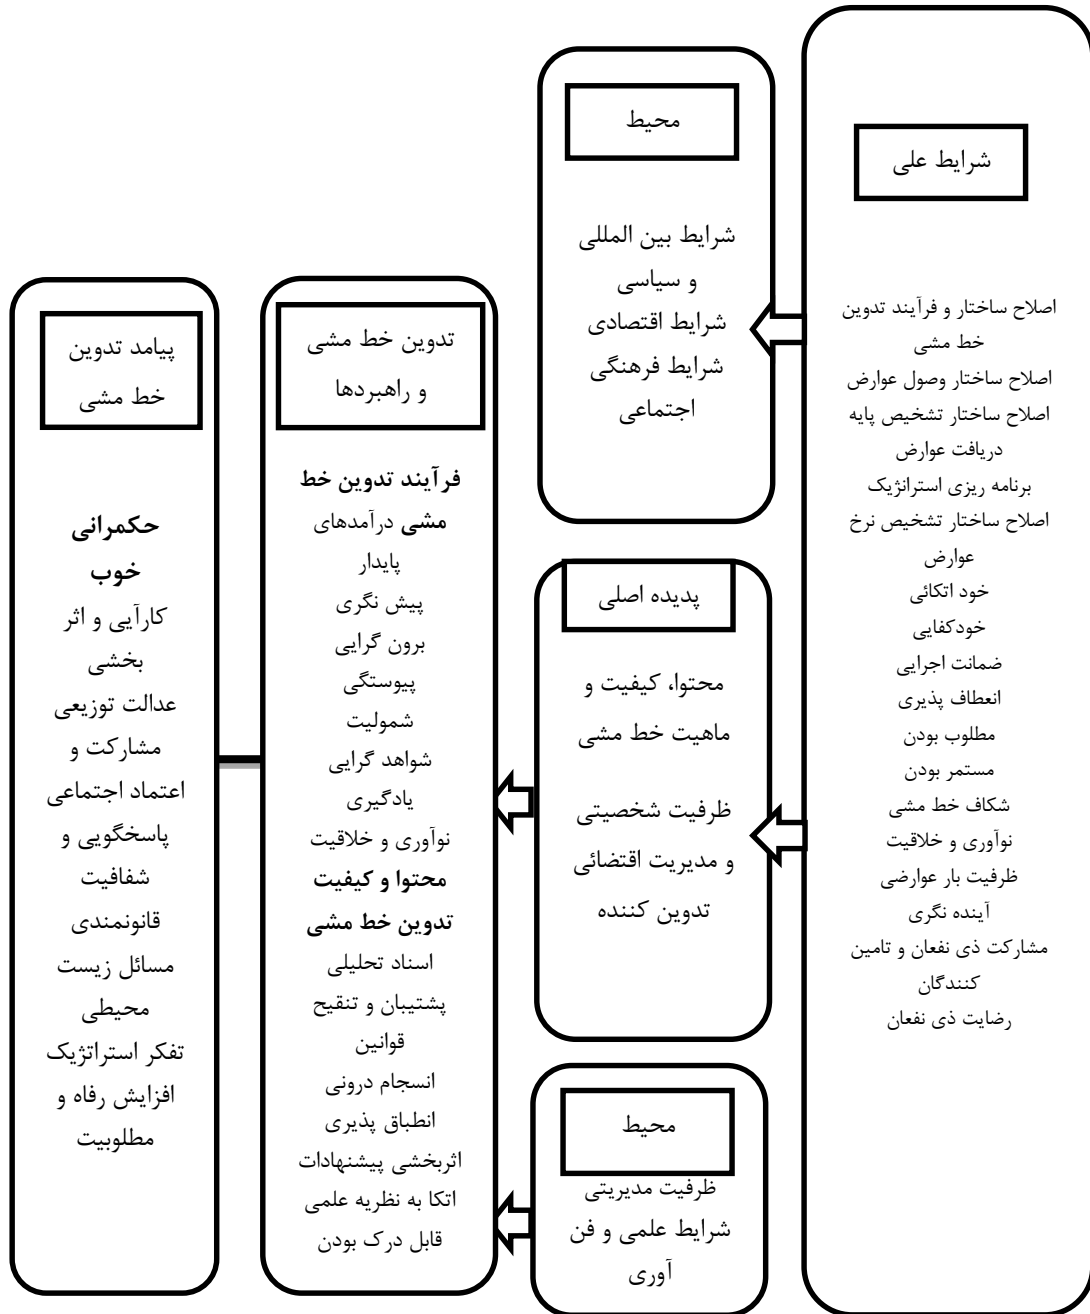 شرایط علی
اصلاح ساختار و فرآیند تدوین
خط مشی
اصلاح ساختار وصول عوارض
اصلاح ساختار تشخیص پایه
دریافت عوارض
برنامه ریزی استرانژیک
اصلاح ساختار تشخیص نرخ
عوارض
خود اتکائی
خودکفایی
ضمانت اجرایی
انعطاف پذیری
مطلوب بودن
مستمر بودن
شکاف خط مشی
نوآوری و خلاقیت
ظرفیت بار عوارضی
آینده نگری
مشارکت ذی نفعان و تامین
کنندگان
رضایت ذی نفعان
محیط
شرایط بین المللی
و سیاسی
شرایط اقتصادی
شرایط فرهنگی
اجتماعی
پدیده اصلی
محتوا، کیفیت و
ماهیت خط مشی
ظرفیت شخصیتی
و مدیریت اقتضائی
تدوین کننده
محیط
ظرفیت مدیریتی
شرایط علمی و فن
آوری
تدوین خط مشی
و راهبردها
فرآیند تدوین خط
مشی درآمدهای
پایدار
پیش نگری
برون گرایی
پیوستگی
شمولیت
شواهد گرایی
یادگیری
نوآوری و خلاقیت
محتوا و کیفیت
تدوین خط مشی
اسناد تحلیلی
پشتیبان و تنقیح
قوانین
انسجام درونی
انطباق پذیری
اثربخشی پیشنهادات
اتکا به نظریه علمی
قابل درک بودن
پیامد تدوین
خط مشی
حکمرانی
خوب
کارآیی و اثر
بخشی
عدالت توزیعی
مشارکت و
اعتماد اجتماعی
پاسخگویی و
شفافیت
قانونمندی
مسائل زیست
محیطی
تفکر استراتژیک
افزایش رفاه و
مطلوبیت